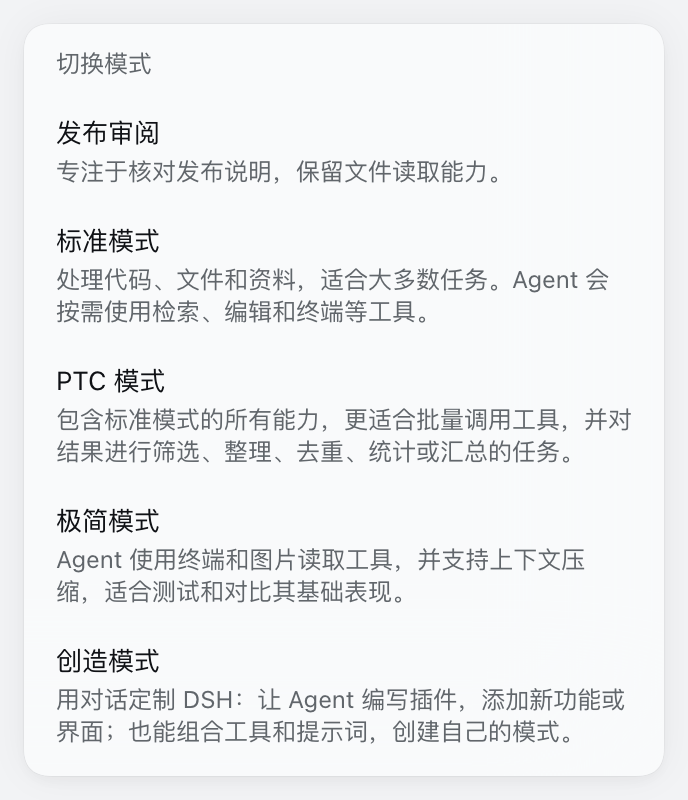 切换模式
发布审阅
专注于核对发布说明，保留文件读取能力。
标准模式
处理代码、文件和资料，适合大多数任务。Agent 会
按需使用检索、编辑和终端等工具。
PTC 模式
包含标准模式的所有能力，更适合批量调用工具，并对
结果进行筛选、整理、去重、统计或汇总的任务。
极简模式
Agent 使用终端和图片读取工具，并支持上下文压
缩，适合测试和对比其基础表现。
创造模式
用对话定制 DSH：让 Agent 编写插件，添加新功能或
界面；也能组合工具和提示词，创建自己的模式。